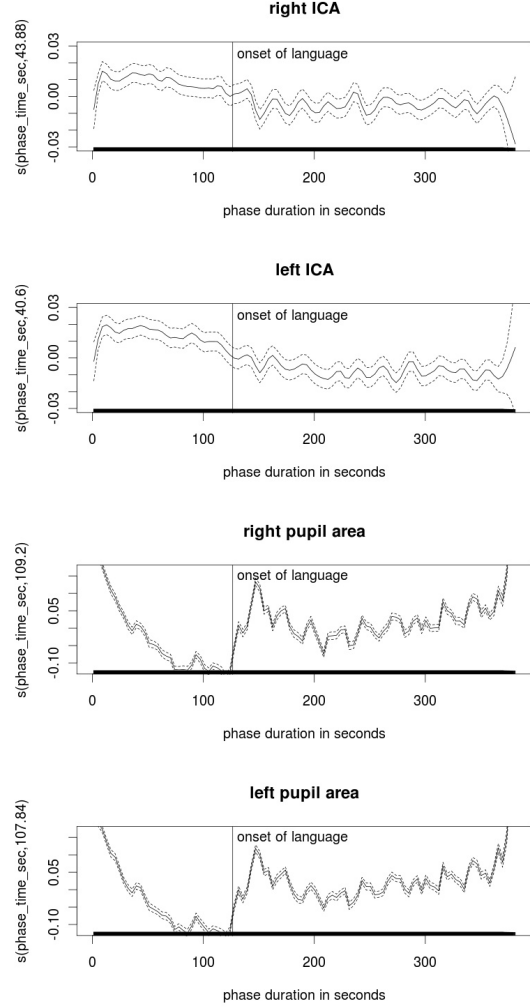 right ICA
s(phase_time_sec,43.88)
0.03
0.00
-0.03
onset of language
0 100 200 300
phase duration in seconds
left ICA
s(phase_time_sec,40.6)
0.03
0.00
-0.03
onset of language
0 100 200 300
phase duration in seconds
right pupil area
s(phase_time_sec,109.2)
0.05
-0.10
onset of language
0 100 200 300
phase duration in seconds
left pupil area
s(phase_time_sec,107.84)
0.05
-0.10
onset of language
0 100 200 300
phase duration in seconds